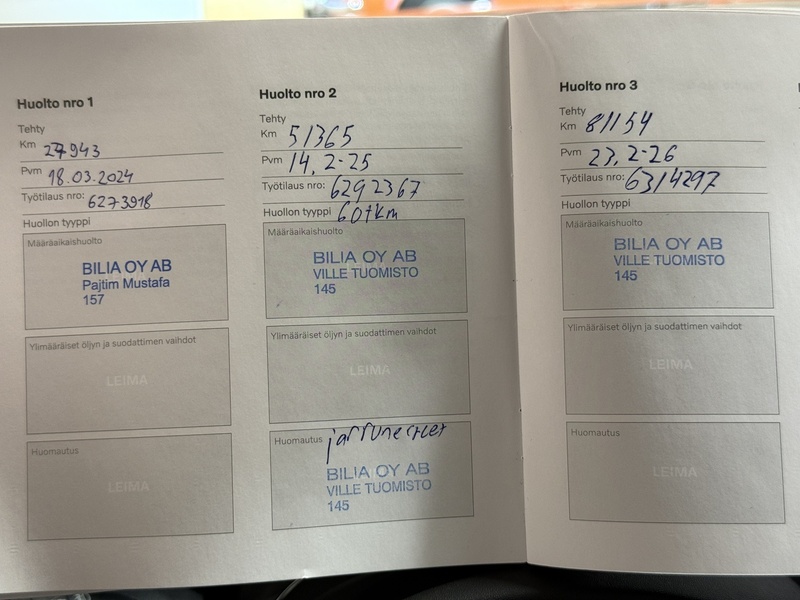 Huolto nro 1
Tehty
Km 27943
Pvm 18.03.2024
Työtilaus nro: 6273918
Huollon tyyppi
Määräaikaishuolto
BILIA OY AB
Pajtim Mustafa
157
Ylimääräiset öljyn ja suodattimen vaihdot
LEIMA
Huomautus
LEIMA
Huolto nro 2
Tehty
Km 51365
Pvm 14.2-25
Työtilaus nro: 6292367
Huollon tyyppi 60tkm
Määräaikaishuolto
BILIA OY AB
VILLE TUOMISTO
145
Ylimääräiset öljyn ja suodattimen vaihdot
LEIMA
Huomautus jarrunesteet
BILIA OY AB
VILLE TUOMISTO
145
Huolto nro 3
Tehty
Km 81154
Pvm 23.2-26
Työtilaus nro: 6314297
Huollon tyyppi
Määräaikaishuolto
BILIA OY AB
VILLE TUOMISTO
145
Ylimääräiset öljyn ja suodattimen vaihdot
LEIMA
Huomautus
LEIMA